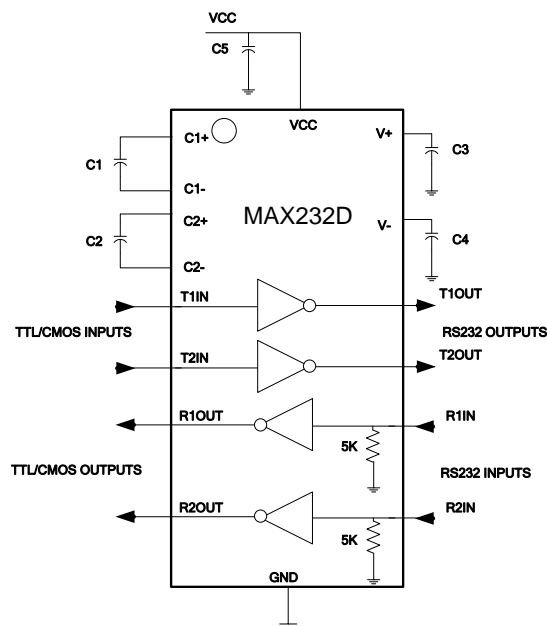 VCC
C5
VCC
C1+
V+
C3
C1
C1-
C2+
MAX232D
V-
C2
C4
C2-
T1IN
T1OUT
TTL/CMOS INPUTS
RS232 OUTPUTS
T2IN
T2OUT
R1OUT
R1IN
5K
TTL/CMOS OUTPUTS
RS232 INPUTS
R2OUT
R2IN
5K
GND